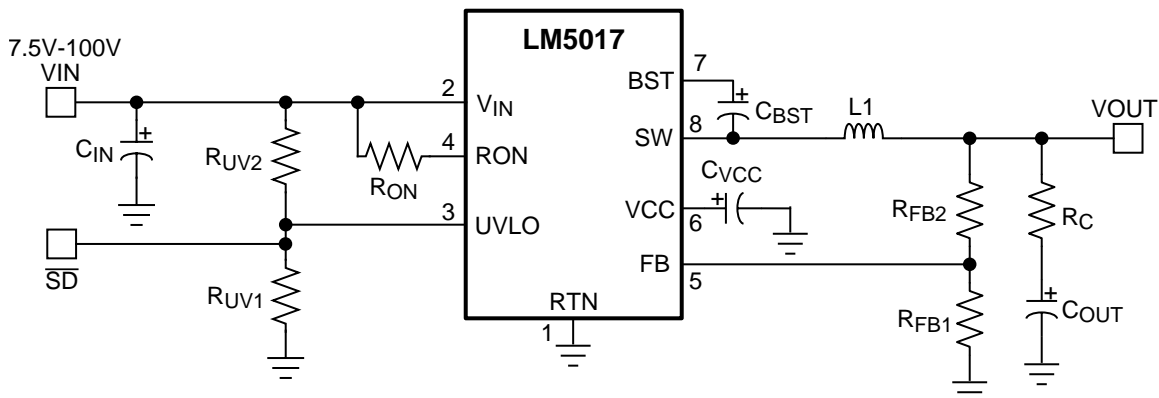 LM5017
7.5V-100V
VIN
CIN
RUV2
RON
SD
RUV1
2
VIN
4
RON
3
UVLO
RTN
1
BST
7
SW
8
VCC
6
FB
5
CBST
CVCC
L1
VOUT
RFB2
RC
RFB1
COUT